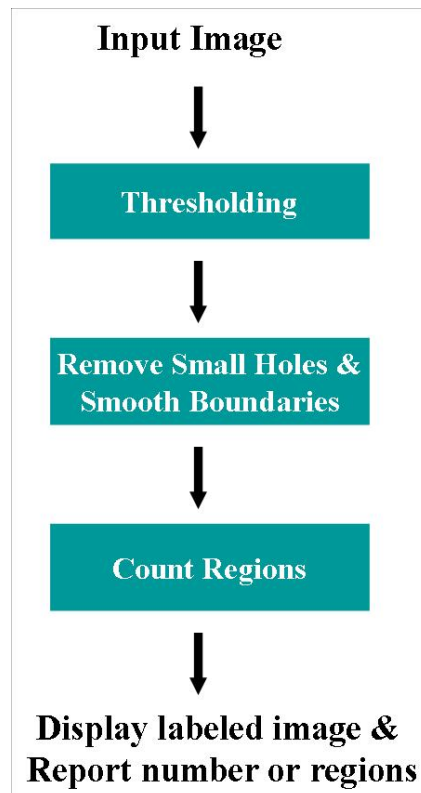 Input Image
Thresholding
Remove Small Holes &
Smooth Boundaries
Count Regions
Display labeled image &
Report number or regions